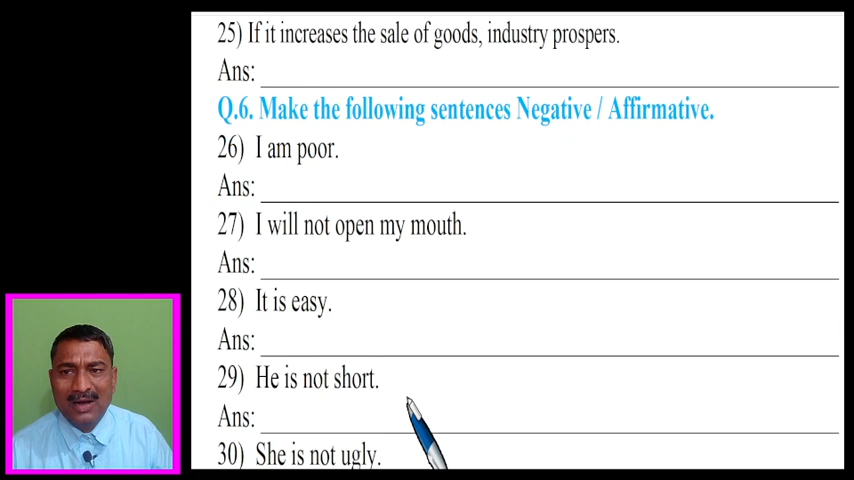 25) If it increases the sale of goods, industry prospers.
Ans:
Q.6. Make the following sentences Negative / Affirmative.
26) I am poor.
Ans:
27) I will not open my mouth.
Ans:
28) It is easy.
Ans:
29) He is not short.
Ans:
30) She is not ugly.